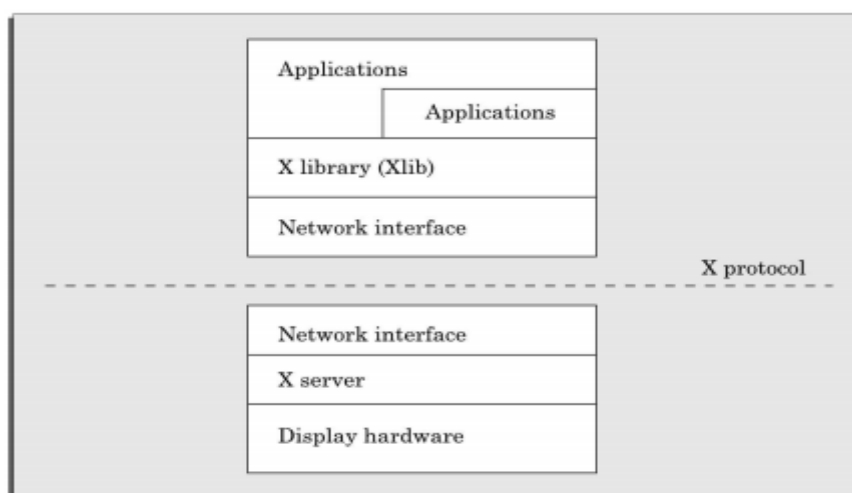 Applications
Applications
X library (Xlib)
Network interface
X protocol
Network interface
X server
Display hardware